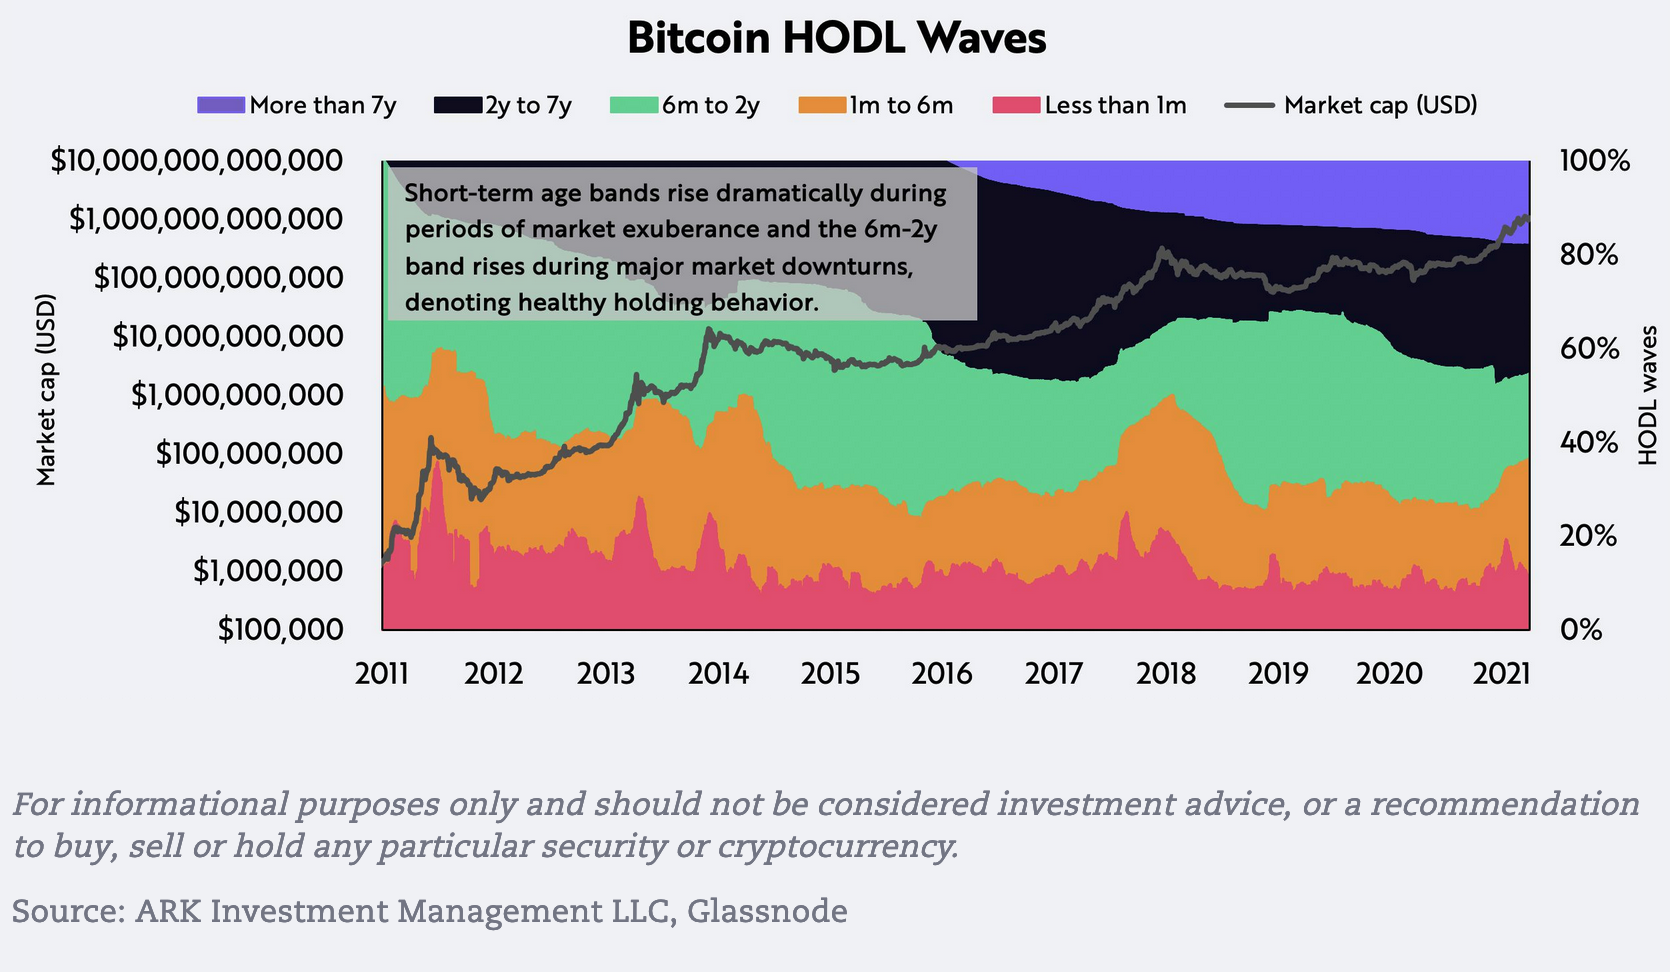 Bitcoin HODL Waves
More than 7y 2y to 7y 6m to 2y 1m to 6m Less than 1m Market cap (USD)
Market cap (USD)
$10,000,000,000,000
$1,000,000,000,000
$100,000,000,000
$10,000,000,000
$1,000,000,000
$100,000,000
$10,000,000
$1,000,000
$100,000
Short-term age bands rise dramatically during
periods of market exuberance and the 6m-2y
band rises during major market downturns,
denoting healthy holding behavior.
100%
80%
60%
40%
20%
0%
HODL waves
2011 2012 2013 2014 2015 2016 2017 2018 2019 2020 2021
For informational purposes only and should not be considered investment advice, or a recommendation
to buy, sell or hold any particular security or cryptocurrency.
Source: ARK Investment Management LLC, Glassnode